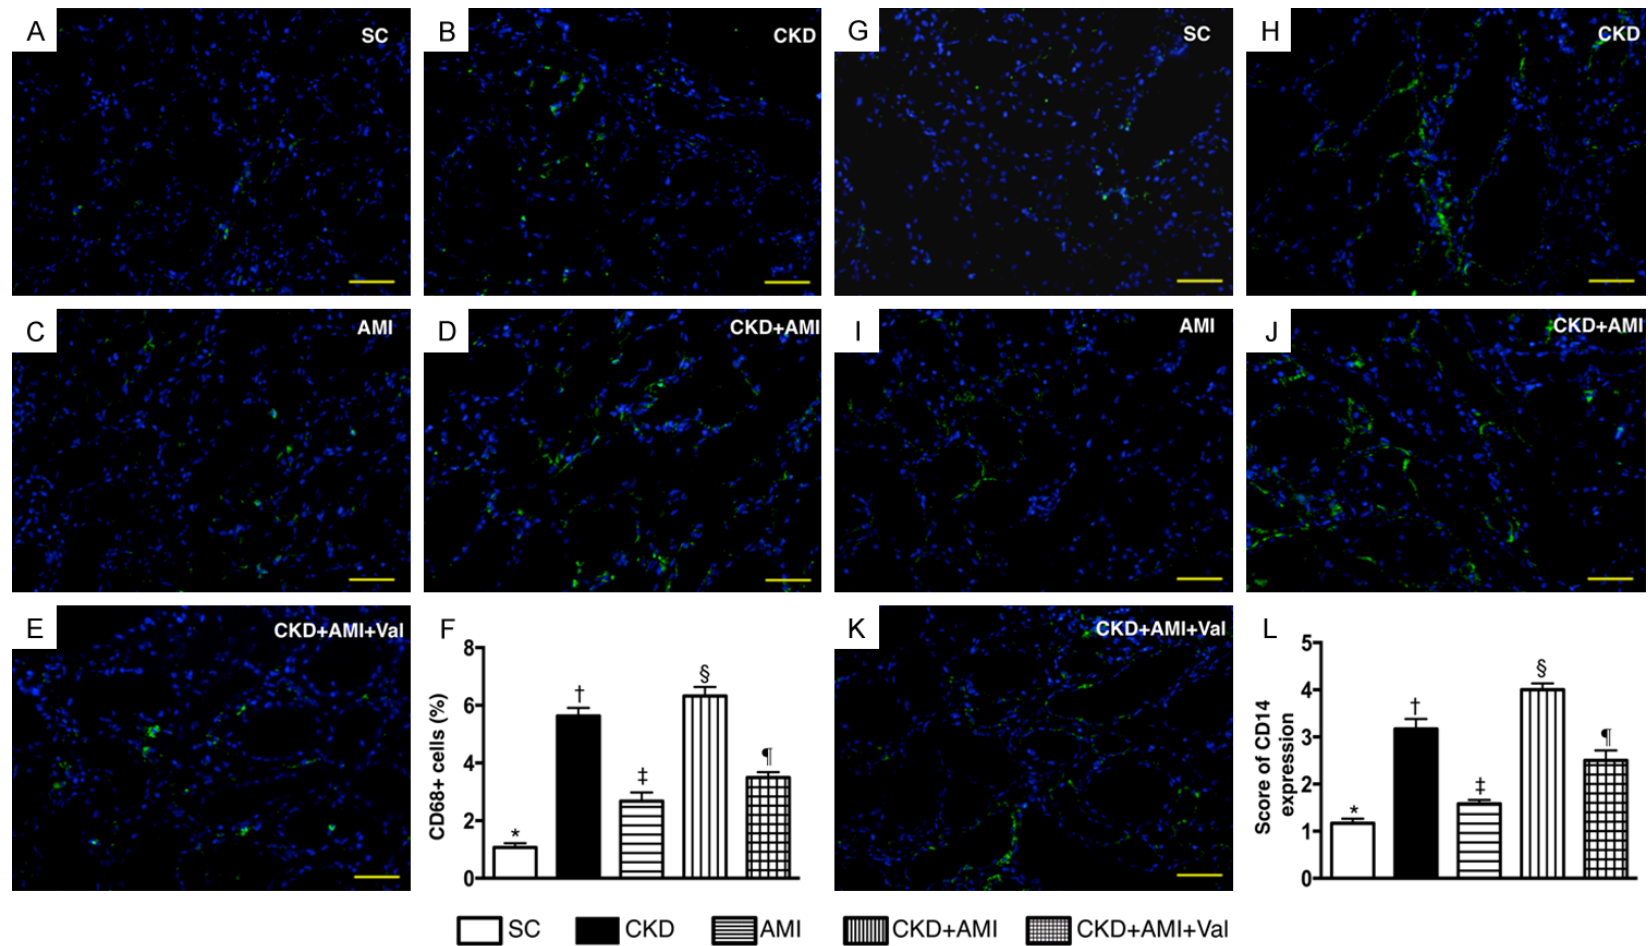 A SC
B CKD
G SC
H CKD
C AMI
D CKD+AMI
I AMI
J CKD+AMI
E CKD+AMI+Val
F
CD68+ cells (%)
8
6
4
2
0
*
†
‡
§
¶
K CKD+AMI+Val
L
Score of CD14
expression
5
4
3
2
1
0
*
†
‡
§
¶
SC CKD AMI CKD+AMI CKD+AMI+Val